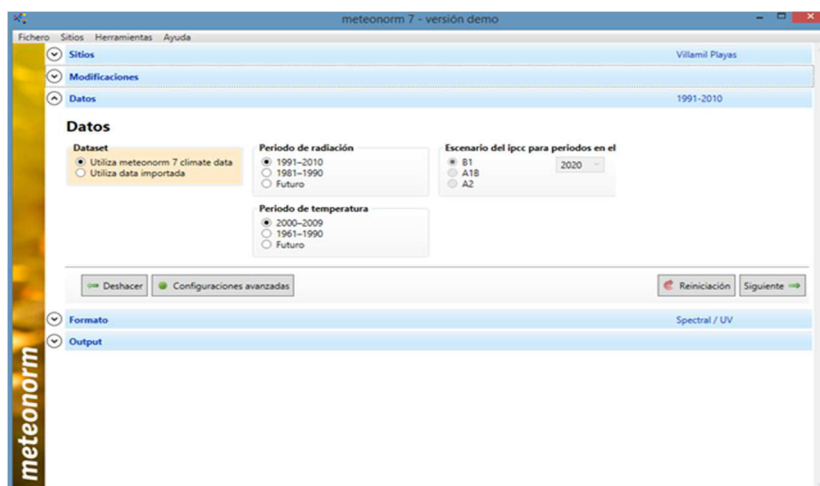 meteonorm 7 - versión demo
Fichero Sitios Herramientas Ayuda
Sitios Villamil Playas
Modificaciones
Datos 1991-2010
Datos
Dataset
Utiliza meteonorm 7 climate data
Utiliza data importada
Periodo de radiación
1991–2010
1981–1990
Futuro
Escenario del ipcc para periodos en el
B1
A1B
A2
2020
Periodo de temperatura
2000–2009
1961–1990
Futuro
Deshacer Configuraciones avanzadas Reiniciación Siguiente
Formato Spectral / UV
Output
meteonorm